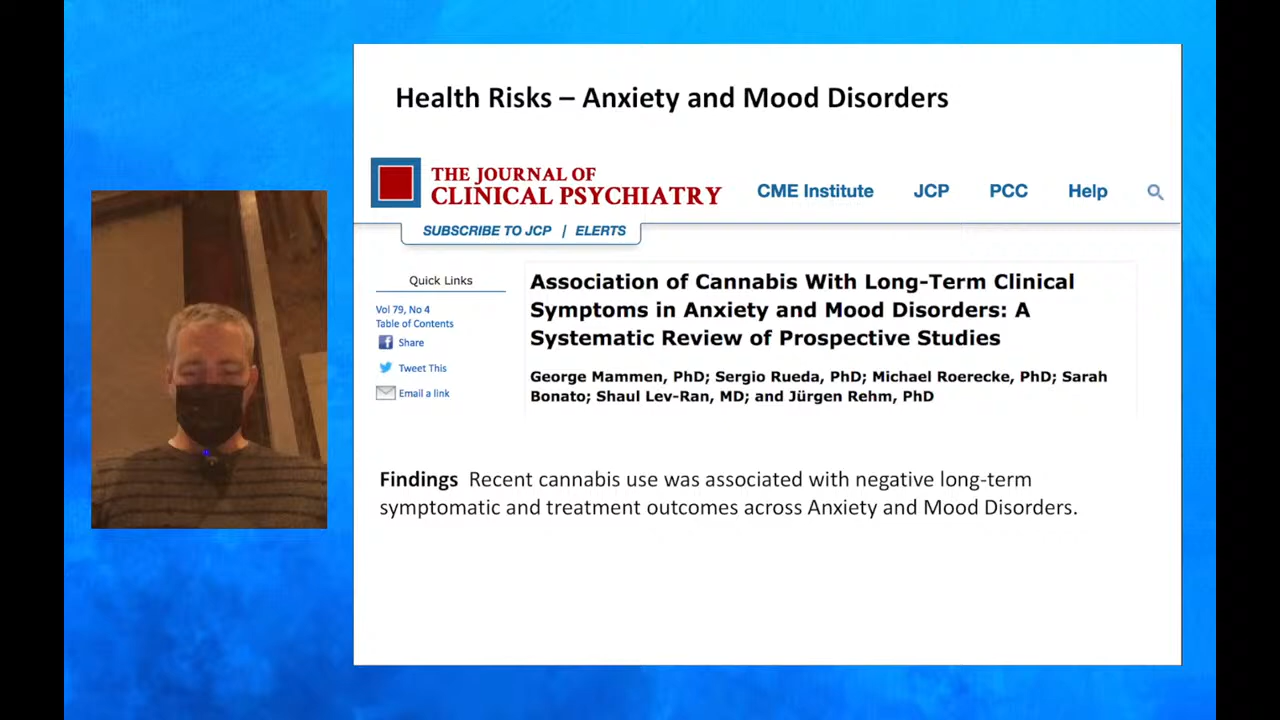 Health Risks – Anxiety and Mood Disorders
THE JOURNAL OF
CLINICAL PSYCHIATRY
CME Institute
JCP
PCC
Help
SUBSCRIBE TO JCP | ELERTS
Quick Links
Vol 79, No 4
Table of Contents
Share
Tweet This
Email a link
Association of Cannabis With Long-Term Clinical
Symptoms in Anxiety and Mood Disorders: A
Systematic Review of Prospective Studies
George Mammen, PhD; Sergio Rueda, PhD; Michael Roerecke, PhD; Sarah
Bonato; Shaul Lev-Ran, MD; and Jürgen Rehm, PhD
Findings Recent cannabis use was associated with negative long-term
symptomatic and treatment outcomes across Anxiety and Mood Disorders.